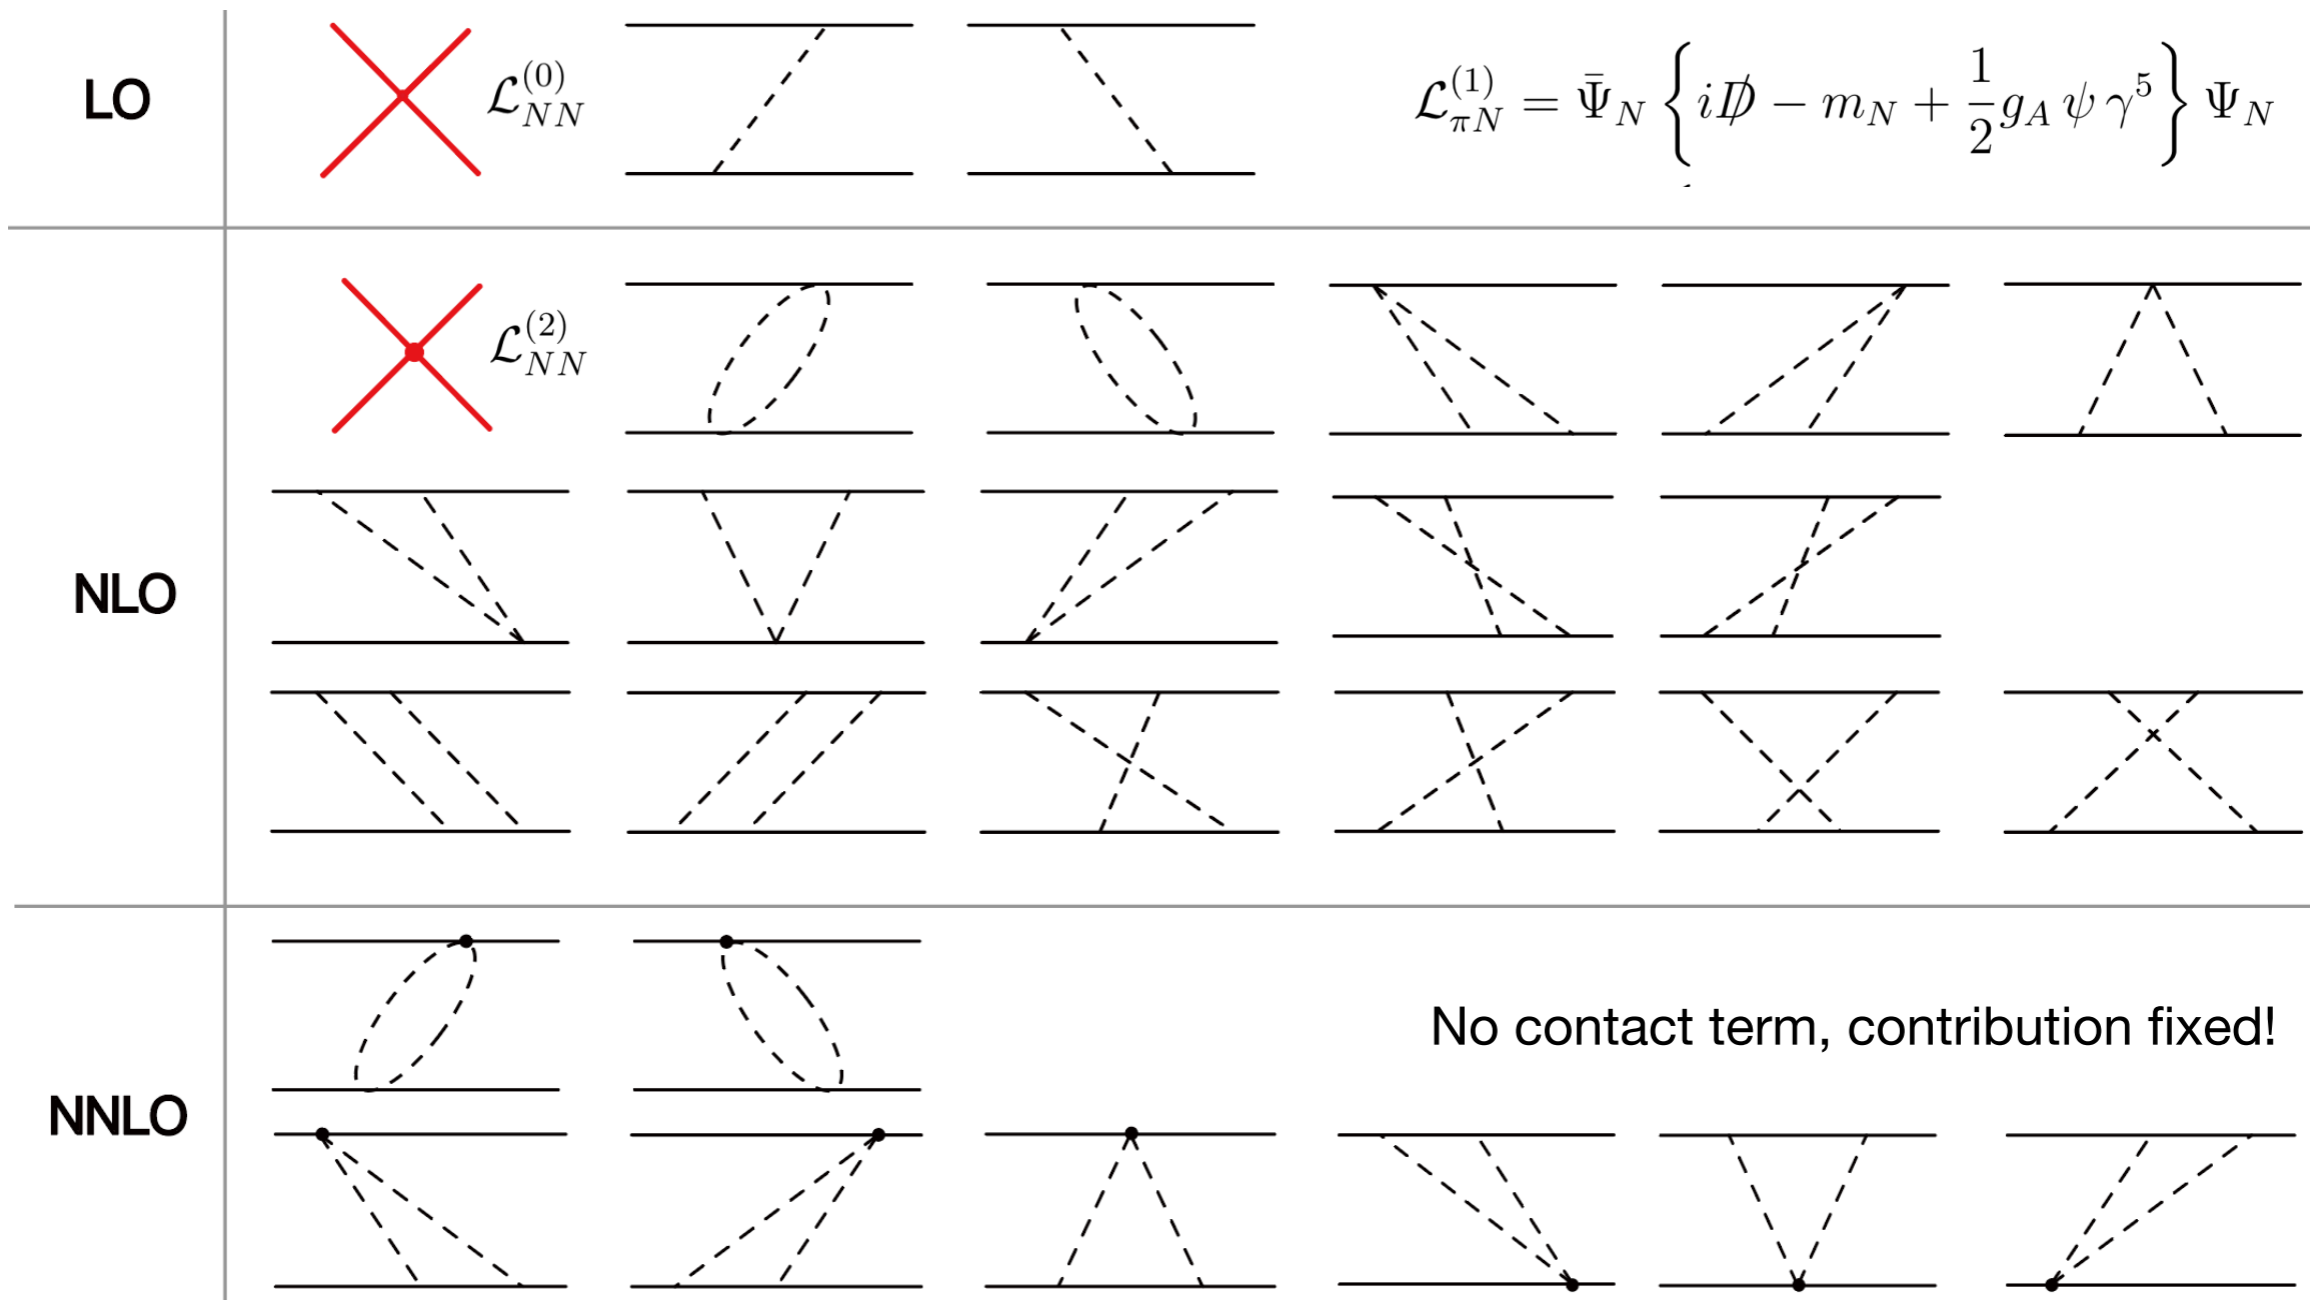 LO
$\mathcal{L}_{NN}^{(0)}$
$\mathcal{L}_{\pi N}^{(1)} = \bar{\Psi}_N \left\{ i\not{D} - m_N + \frac{1}{2} g_A \, \psi \, \gamma^5 \right\} \Psi_N$
$\mathcal{L}_{NN}^{(2)}$
NLO
No contact term, contribution fixed!
NNLO